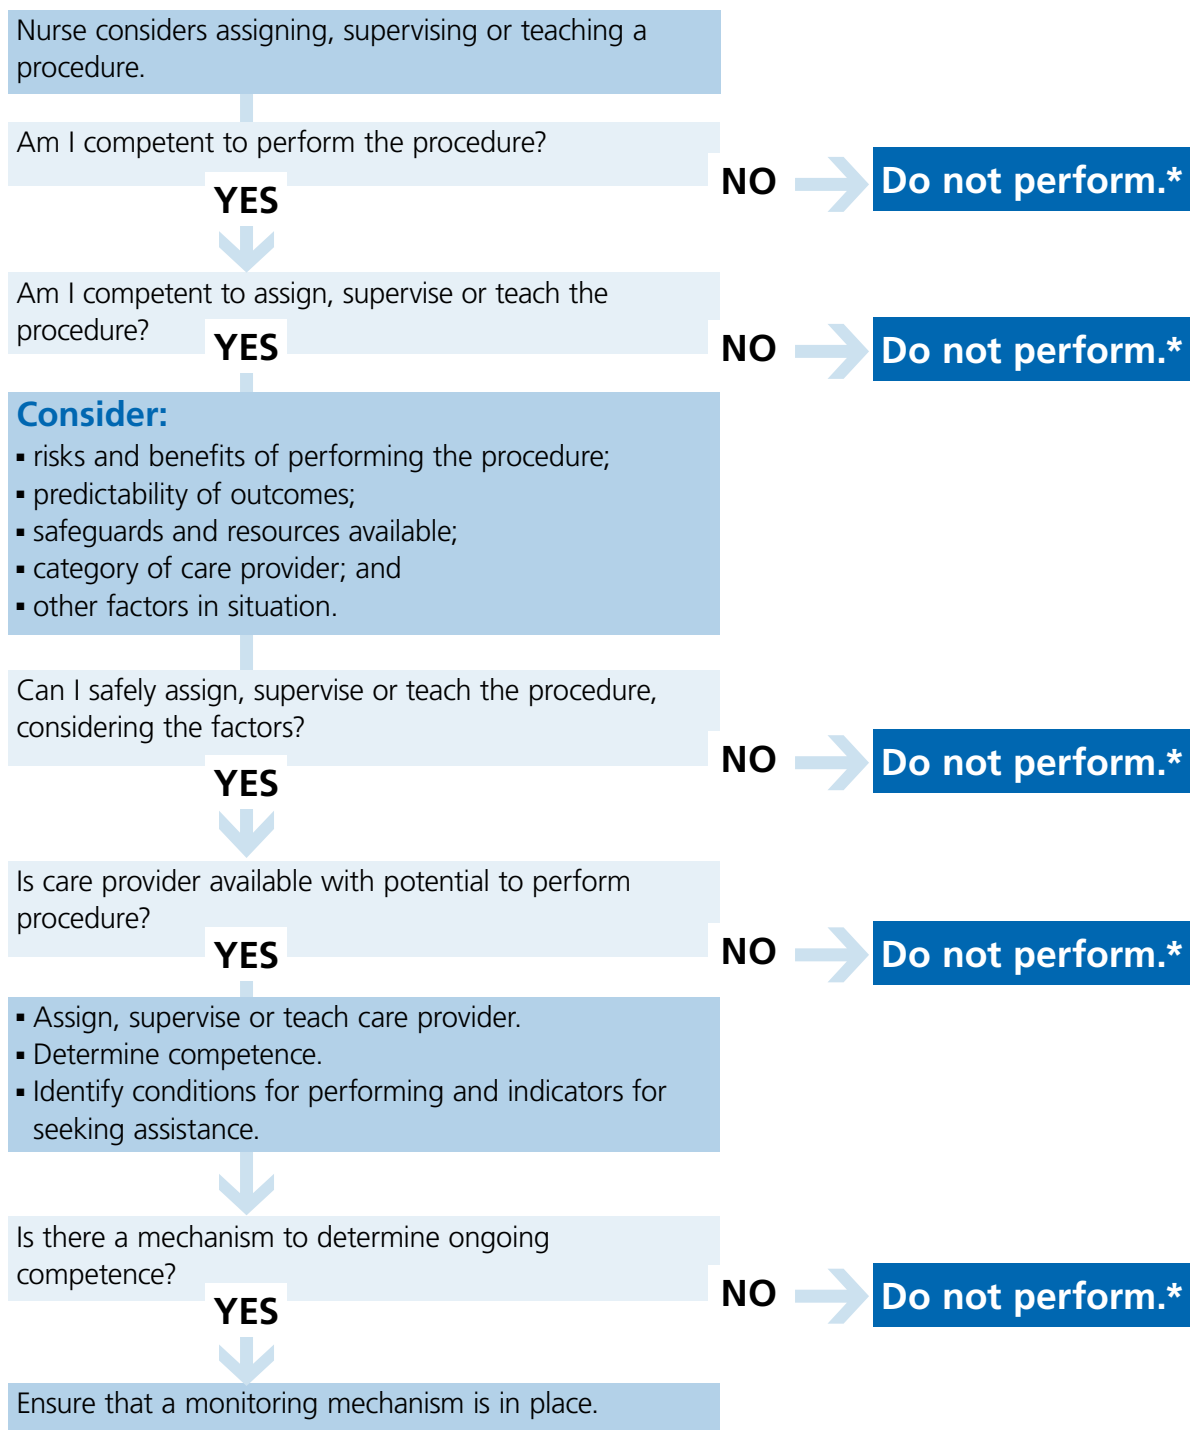 Nurse considers assigning, supervising or teaching a
procedure.
Am I competent to perform the procedure?
NO
Do not perform.*
YES
Am I competent to assign, supervise or teach the
procedure?
YES
NO
Do not perform.*
Consider:
▪ risks and benefits of performing the procedure;
▪ predictability of outcomes;
▪ safeguards and resources available;
▪ category of care provider; and
▪ other factors in situation.
Can I safely assign, supervise or teach the procedure,
considering the factors?
NO
Do not perform.*
YES
Is care provider available with potential to perform
procedure?
YES
NO
Do not perform.*
▪ Assign, supervise or teach care provider.
▪ Determine competence.
▪ Identify conditions for performing and indicators for
seeking assistance.
Is there a mechanism to determine ongoing
competence?
YES
NO
Do not perform.*
Ensure that a monitoring mechanism is in place.